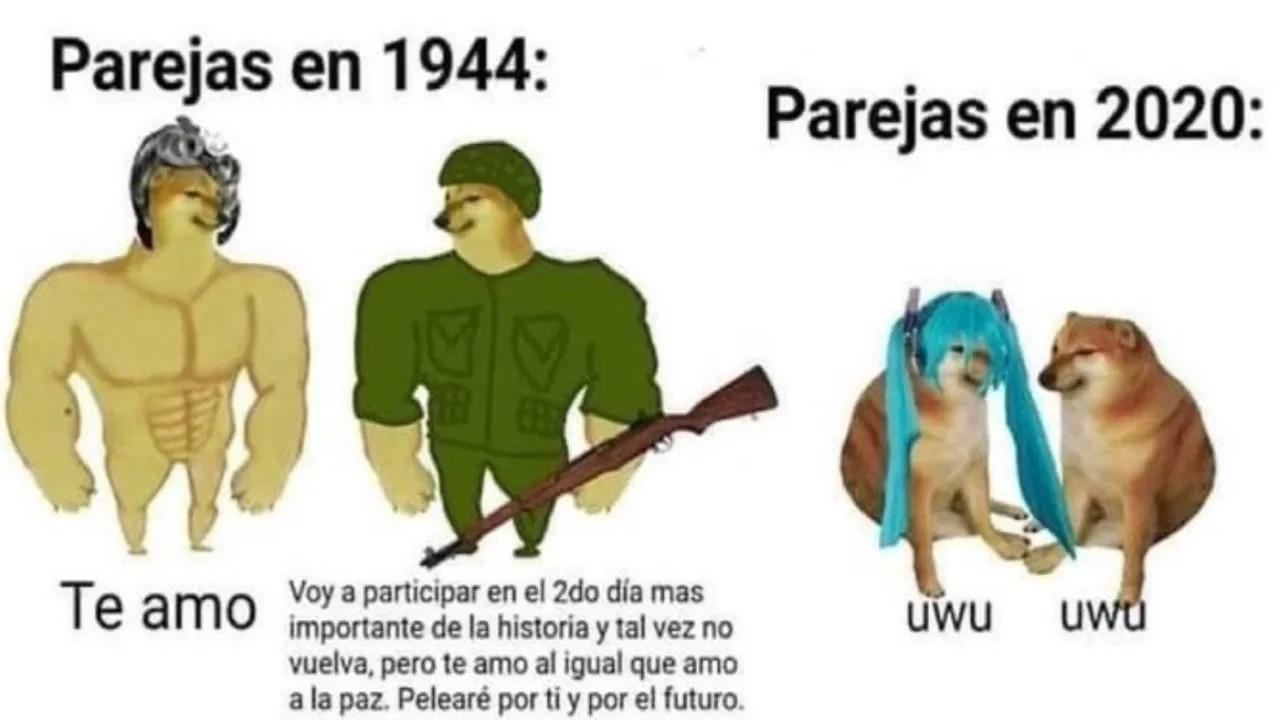 Parejas en 1944:
Parejas en 2020:
Te amo
Voy a participar en el 2do día mas
importante de la historia y tal vez no
vuelva, pero te amo al igual que amo
a la paz. Pelearé por ti y por el futuro.
uwu uwu